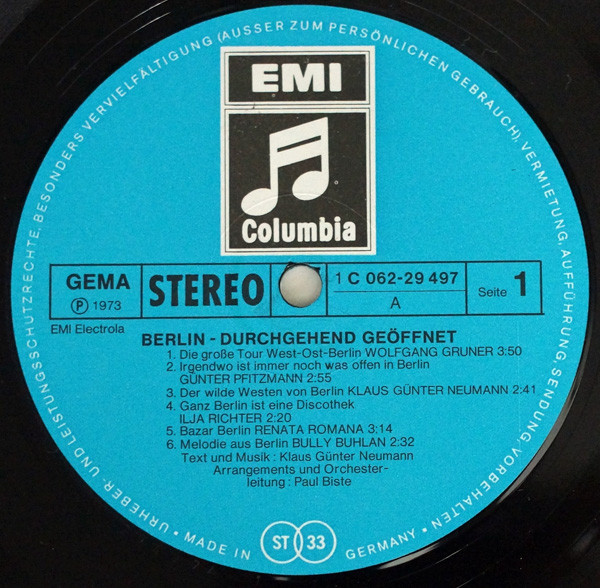 URHEBER- UND LEISTUNGSSCHUTZRECHTE, BESONDERS VERVIELFÄLTIGUNG (AUSSER ZUM PERSÖNLICHEN GEBRAUCH), VERMIETUNG, AUFFÜHRUNG, SENDUNG, VORBEHALTEN
EMI
Columbia
GEMA
Ⓟ 1973
STEREO
1 C 062-29 497
A
Seite 1
EMI Electrola
BERLIN - DURCHGEHEND GEÖFFNET
1. Die große Tour West-Ost-Berlin WOLFGANG GRUNER 3:50
2. Irgendwo ist immer noch was offen in Berlin
GÜNTER PFITZMANN 2:55
3. Der wilde Westen von Berlin KLAUS GÜNTER NEUMANN 2:41
4. Ganz Berlin ist eine Discothek
ILJA RICHTER 2:20
5. Bazar Berlin RENATA ROMANA 3:14
6. Melodie aus Berlin BULLY BUHLAN 2:32
Text und Musik : Klaus Günter Neumann
Arrangements und Orchester-
leitung : Paul Biste
• MADE IN ST 33 GERMANY •